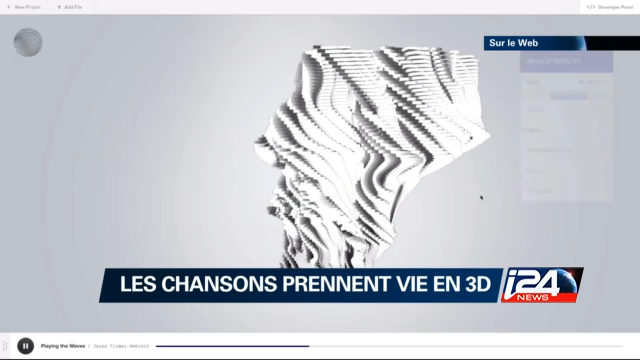 New Project
Add File
Developer Panel
Sur le Web
LES CHANSONS PRENNENT VIE EN 3D
i24
NEWS
Playing the Waves /